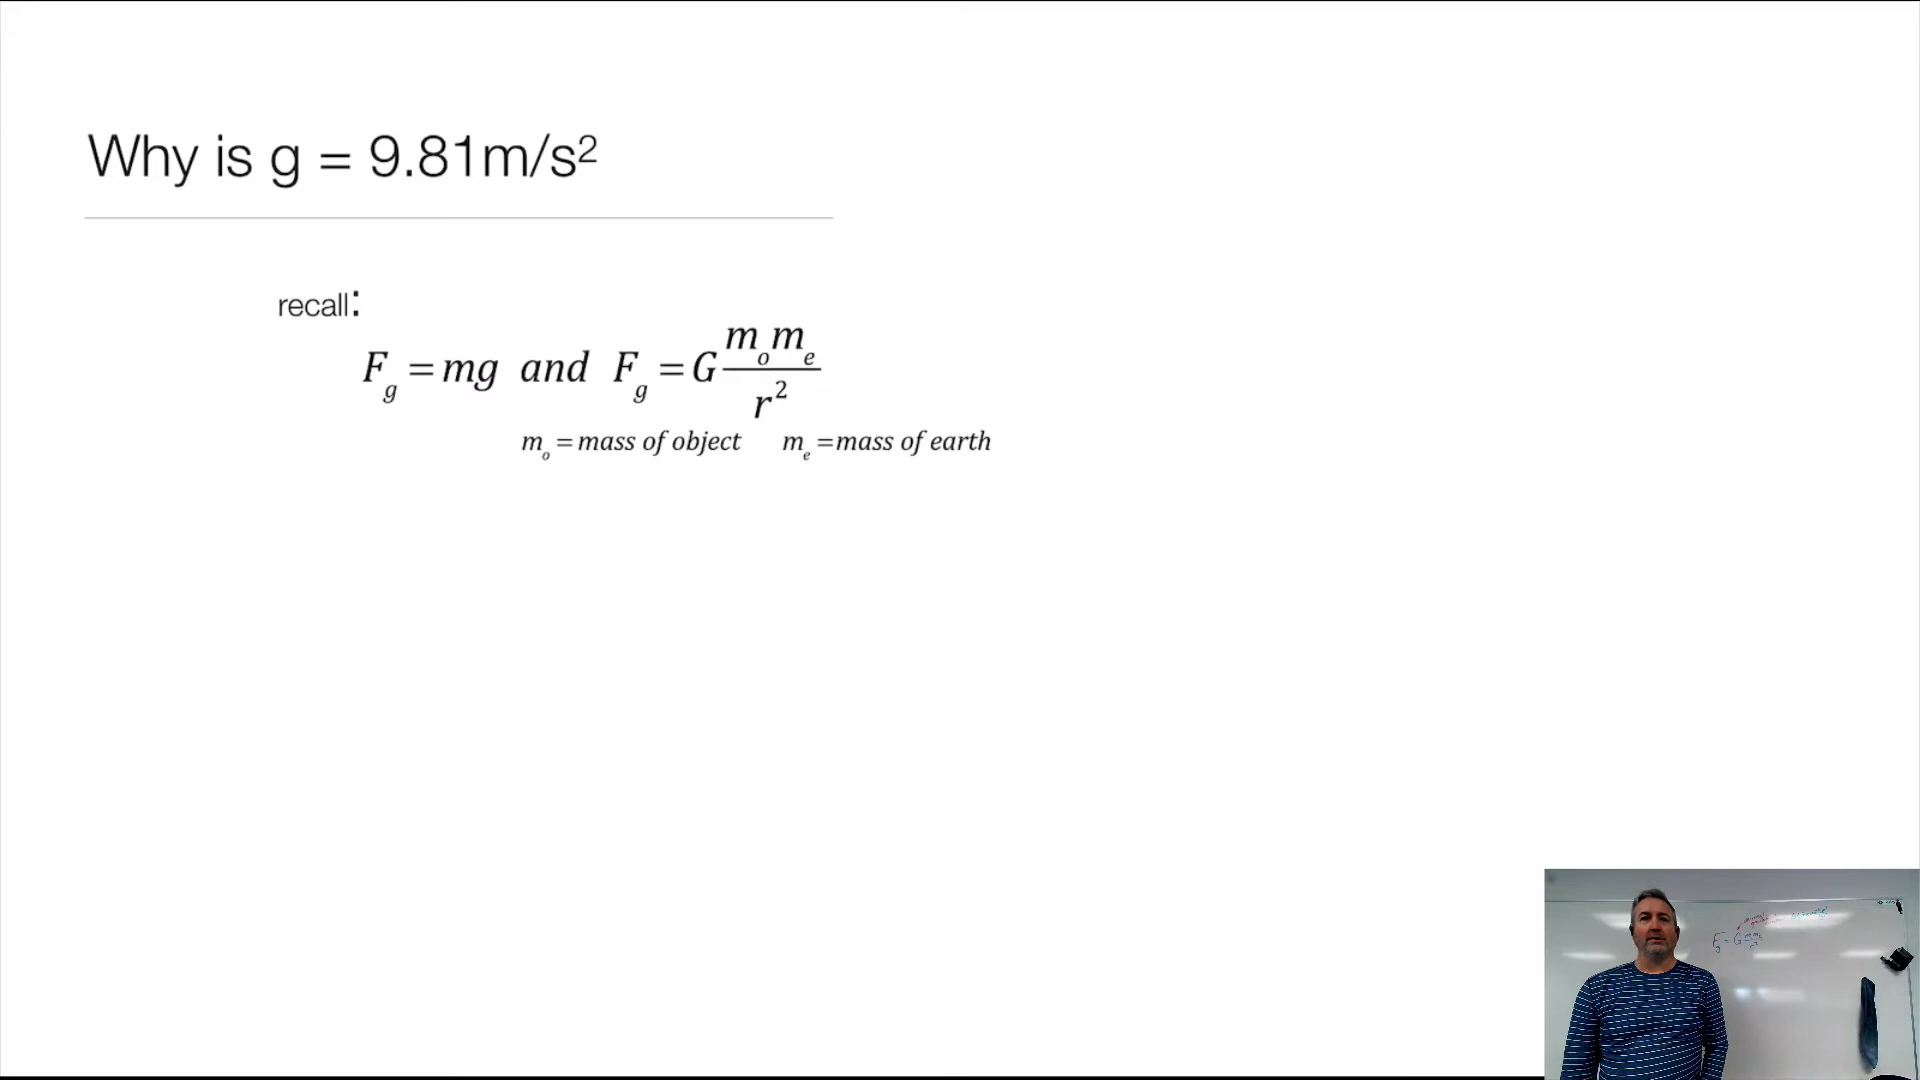 Why is g = 9.81m/s²
recall:
F_g = mg and F_g = G m_o m_e / r²
m_o = mass of object m_e = mass of earth
F_g = G